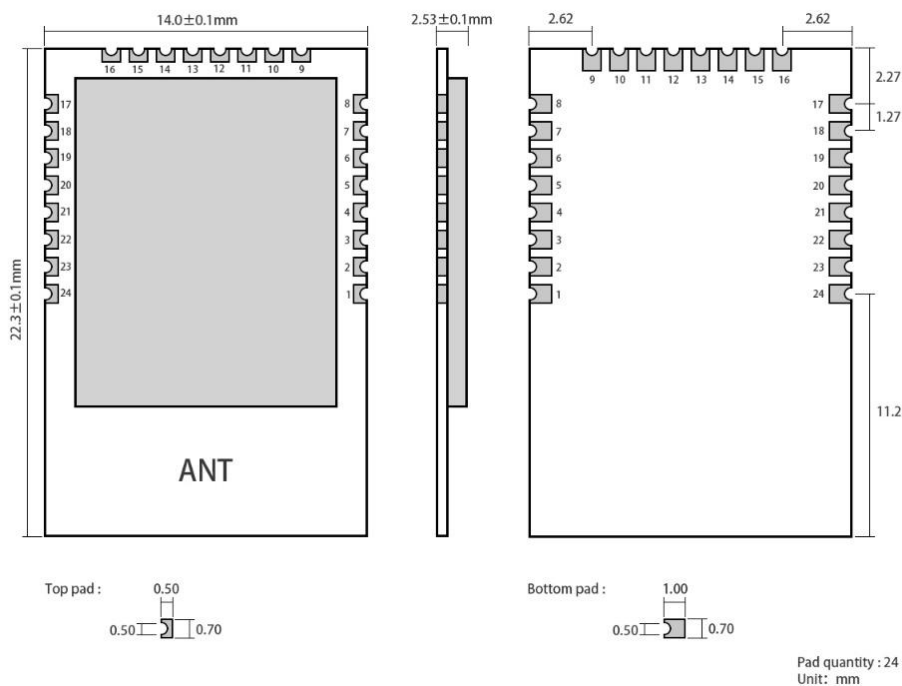 14.0±0.1mm
2.53±0.1mm
2.62
2.62
16 15 14 13 12 11 10 9
9 10 11 12 13 14 15 16
2.27
1.27
17 8
18 7
19 6
20 5
21 4
22 3
23 2
24 1
8 17
7 18
6 19
5 20
4 21
3 22
2 23
1 24
22.3±0.1mm
11.2
ANT
Top pad : 0.50
0.50 0.70
Bottom pad : 1.00
0.50 0.70
Pad quantity : 24
Unit: mm